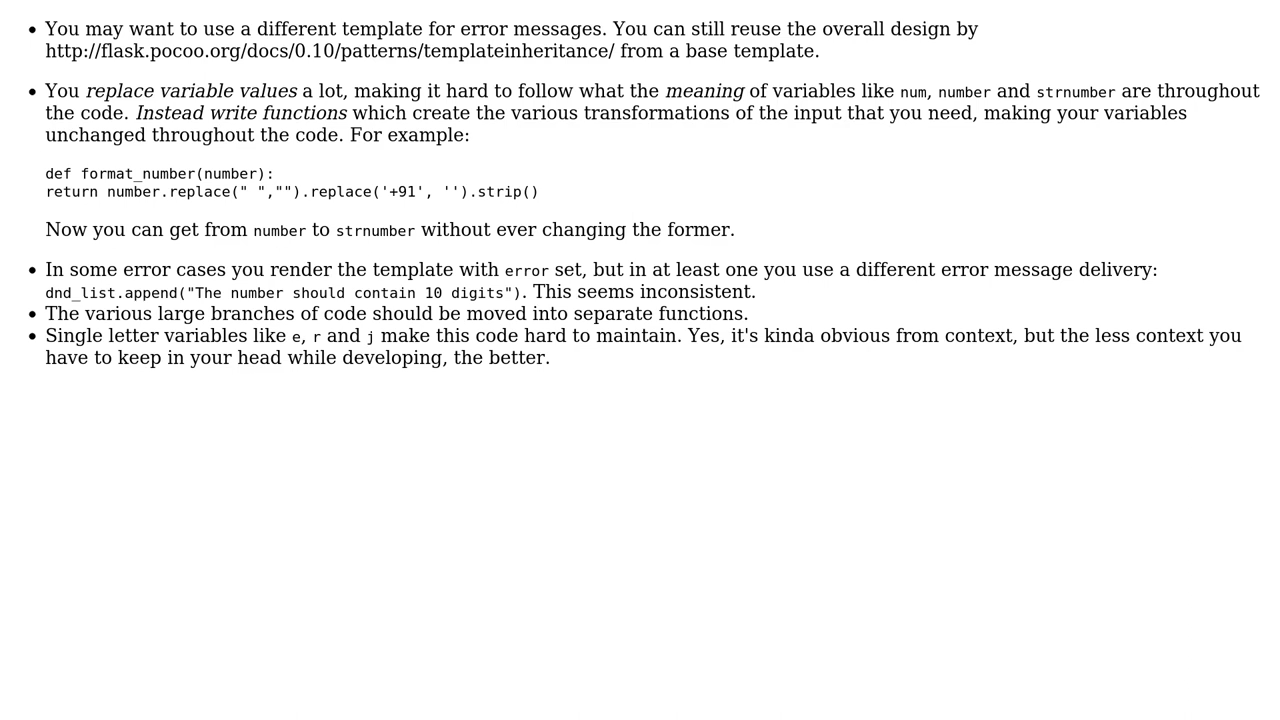 You may want to use a different template for error messages. You can still reuse the overall design by
http://flask.pocoo.org/docs/0.10/patterns/templateinheritance/ from a base template.
You replace variable values a lot, making it hard to follow what the meaning of variables like num, number and strnumber are throughout
the code. Instead write functions which create the various transformations of the input that you need, making your variables
unchanged throughout the code. For example:
def format_number(number):
return number.replace(" ","").replace('+91', '').strip()
Now you can get from number to strnumber without ever changing the former.
In some error cases you render the template with error set, but in at least one you use a different error message delivery:
dnd_list.append("The number should contain 10 digits"). This seems inconsistent.
The various large branches of code should be moved into separate functions.
Single letter variables like e, r and j make this code hard to maintain. Yes, it's kinda obvious from context, but the less context you
have to keep in your head while developing, the better.